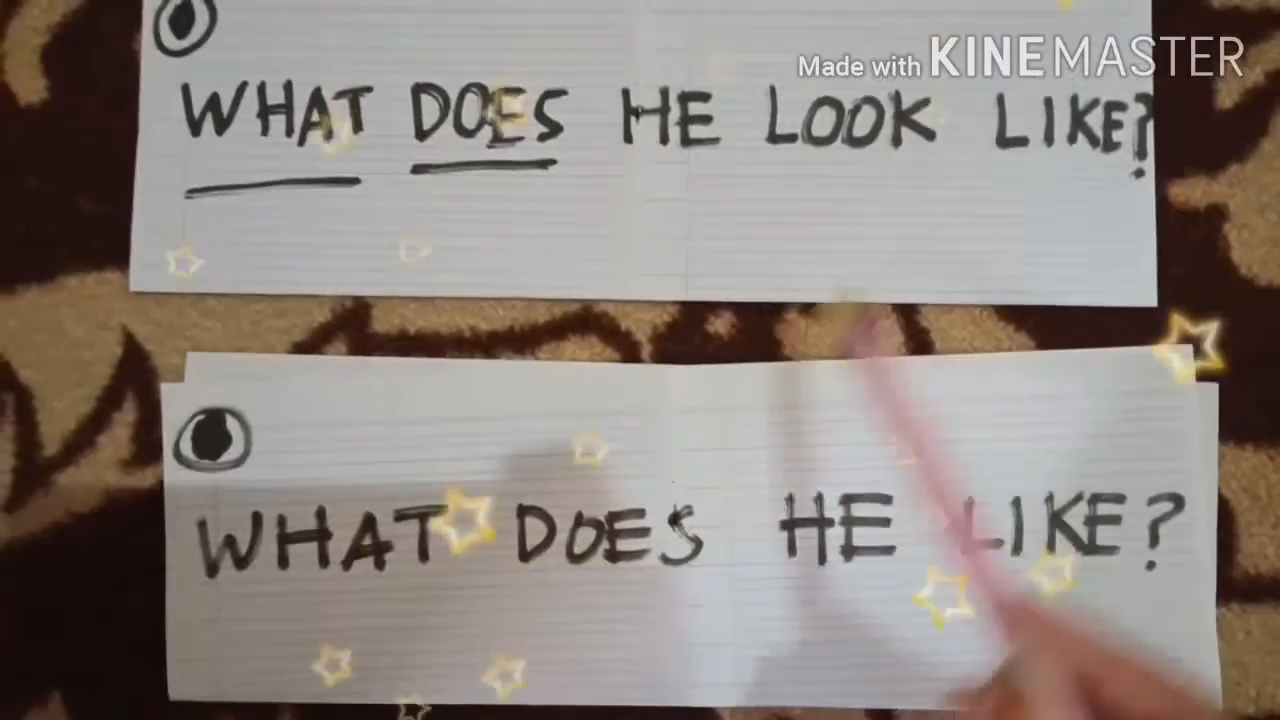 Made with KINEMASTER
WHAT DOES HE LOOK LIKE?
WHAT DOES HE LIKE?